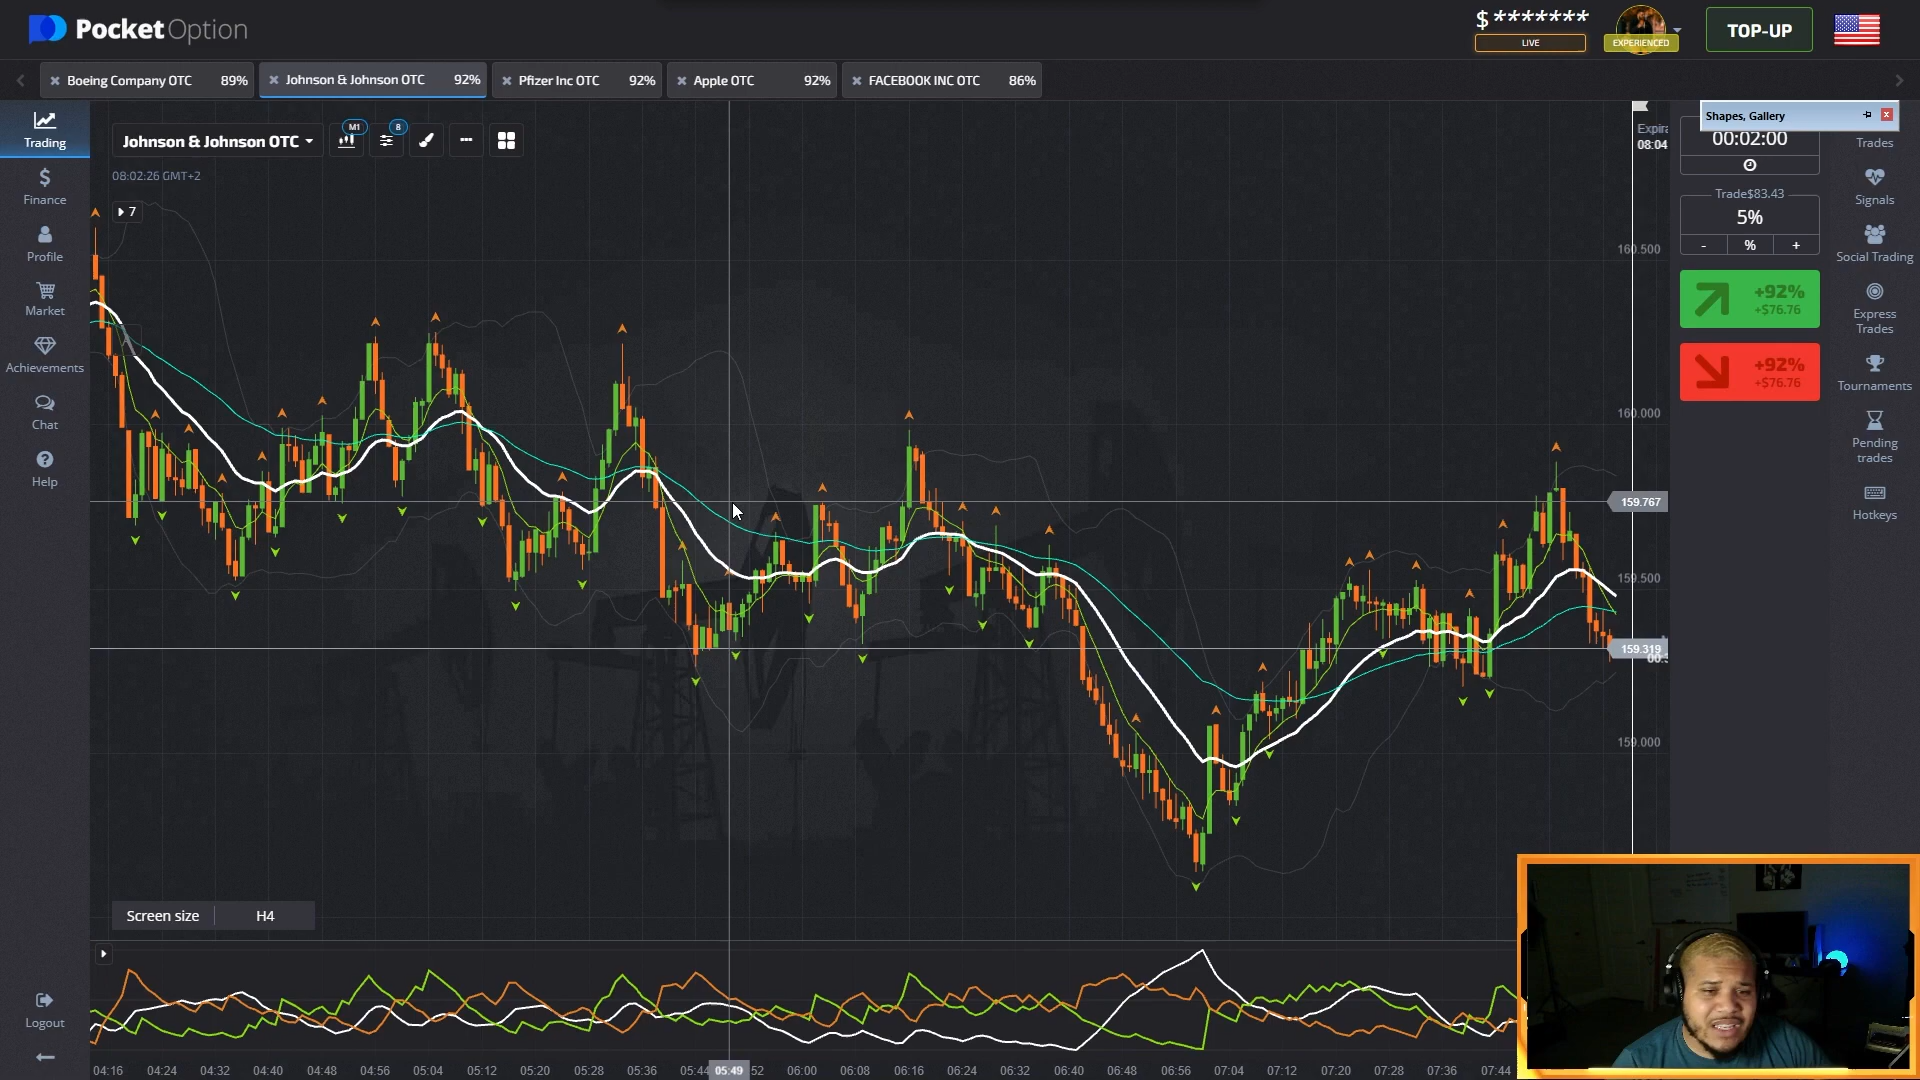 PocketOption
$*******
LIVE
EXPERIENCED
TOP-UP
Boeing Company OTC 89%
Johnson & Johnson OTC 92%
Pfizer Inc OTC 92%
Apple OTC 92%
FACEBOOK INC OTC 86%
Trading
Finance
Profile
Market
Achievements
Chat
Help
Logout
Johnson & Johnson OTC
M1
8
08:02:26 GMT+2
7
Expira
08:04
160.500
160.000
159.767
159.500
159.319
00:3
159.000
Screen size H4
04:16 04:24 04:32 04:40 04:48 04:56 05:04 05:12 05:20 05:28 05:36 05:44 05:49 52 06:00 06:08 06:16 06:24 06:32 06:40 06:48 06:56 07:04 07:12 07:20 07:28 07:36 07:44
Shapes, Gallery
00:02:00
Trade$83.43
5%
- % +
+92%
+$76.76
+92%
+$76.76
Trades
Signals
Social Trading
Express
Trades
Tournaments
Pending
trades
Hotkeys